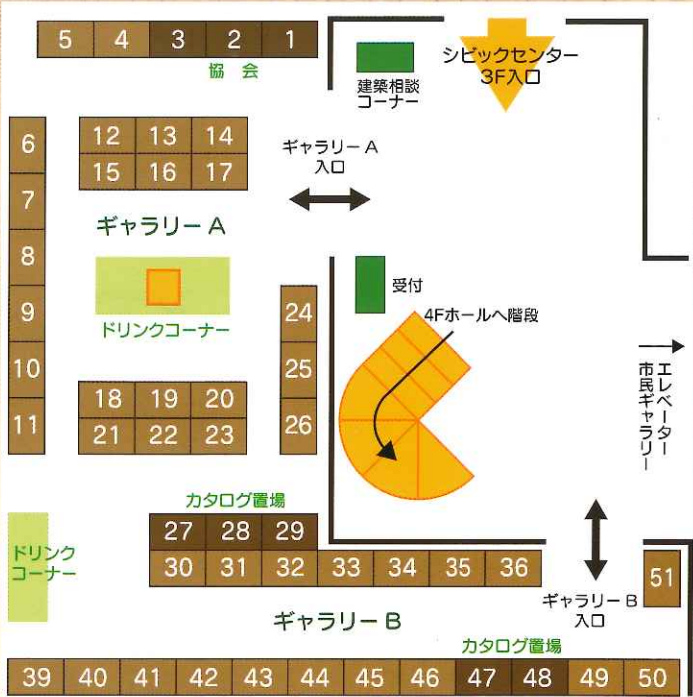 5 4 3 2 1
協 会
建築相談
コーナー
シビックセンター
3F入口
6
7
8
9
10
11
12 13 14
15 16 17
ギャラリー A
入口
ギャラリー A
ドリンクコーナー
受付
4Fホールへ階段
24
25
26
18 19 20
21 22 23
エレベーター
市民ギャラリー
カタログ置場
27 28 29
30 31 32 33 34 35 36
ドリンク
コーナー
ギャラリー B
ギャラリー B
入口
51
カタログ置場
39 40 41 42 43 44 45 46 47 48 49 50